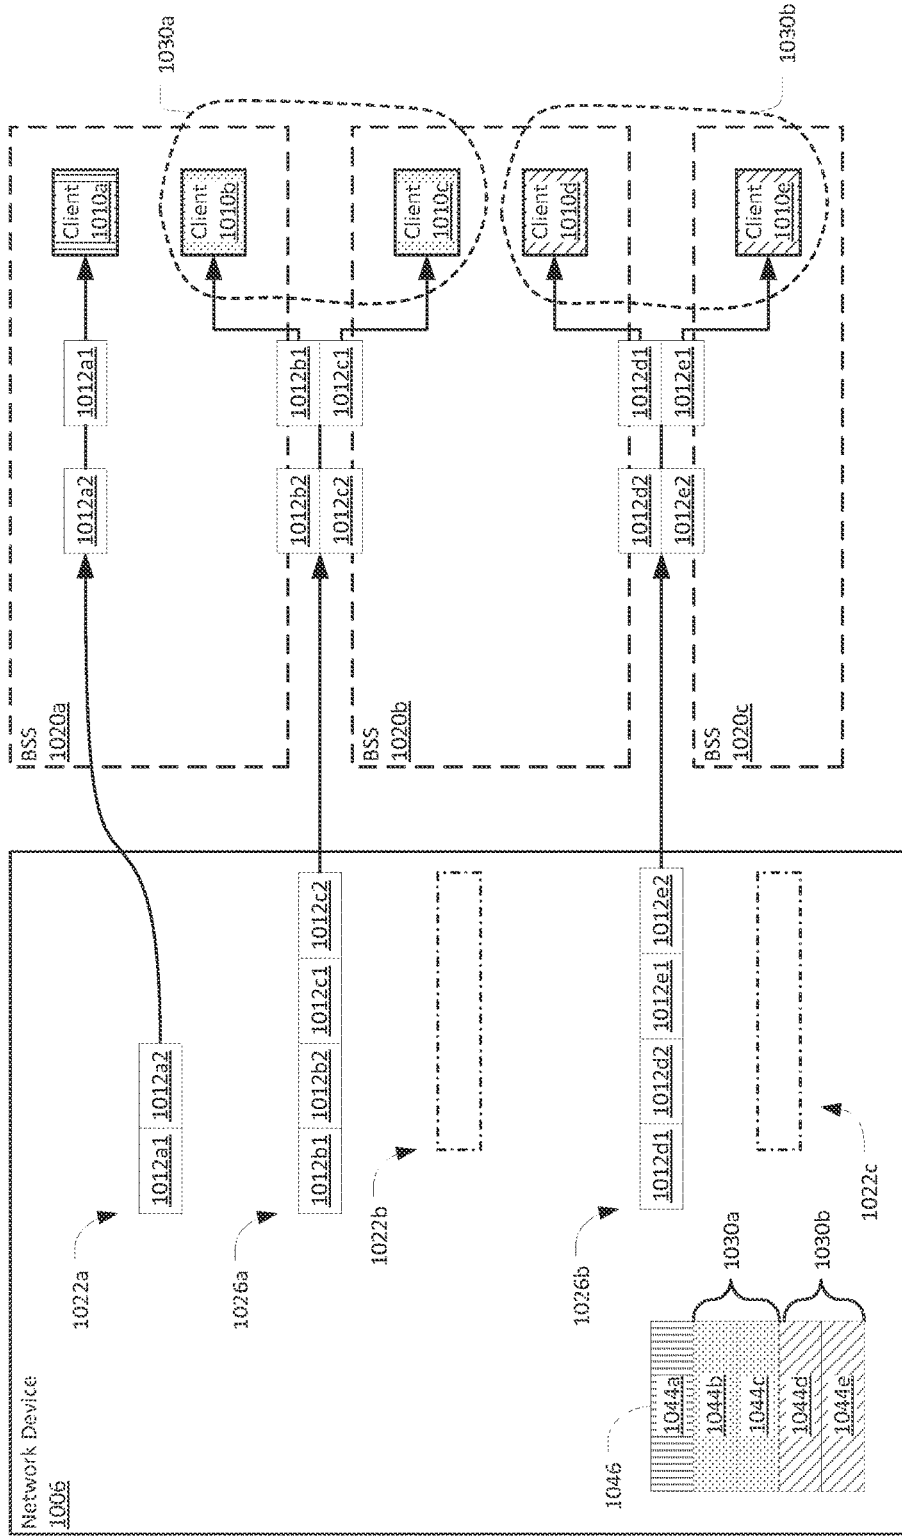 Network Device
1006
1022a
1012a1
1012a2
1026a
1012b1
1012b2
1012c1
1012c2
1022b
1026b
1012d1
1012d2
1012e1
1012e2
1022c
1046
1044a
1044b
1044c
1044d
1044e
1030a
1030b
BSS
1020a
1012a2
1012a1
Client
1010a
Client
1010b
1030a
1012b2
1012b1
1012c2
1012c1
BSS
1020b
Client
1010c
Client
1010d
1030b
1012d2
1012d1
1012e2
1012e1
BSS
1020c
Client
1010e